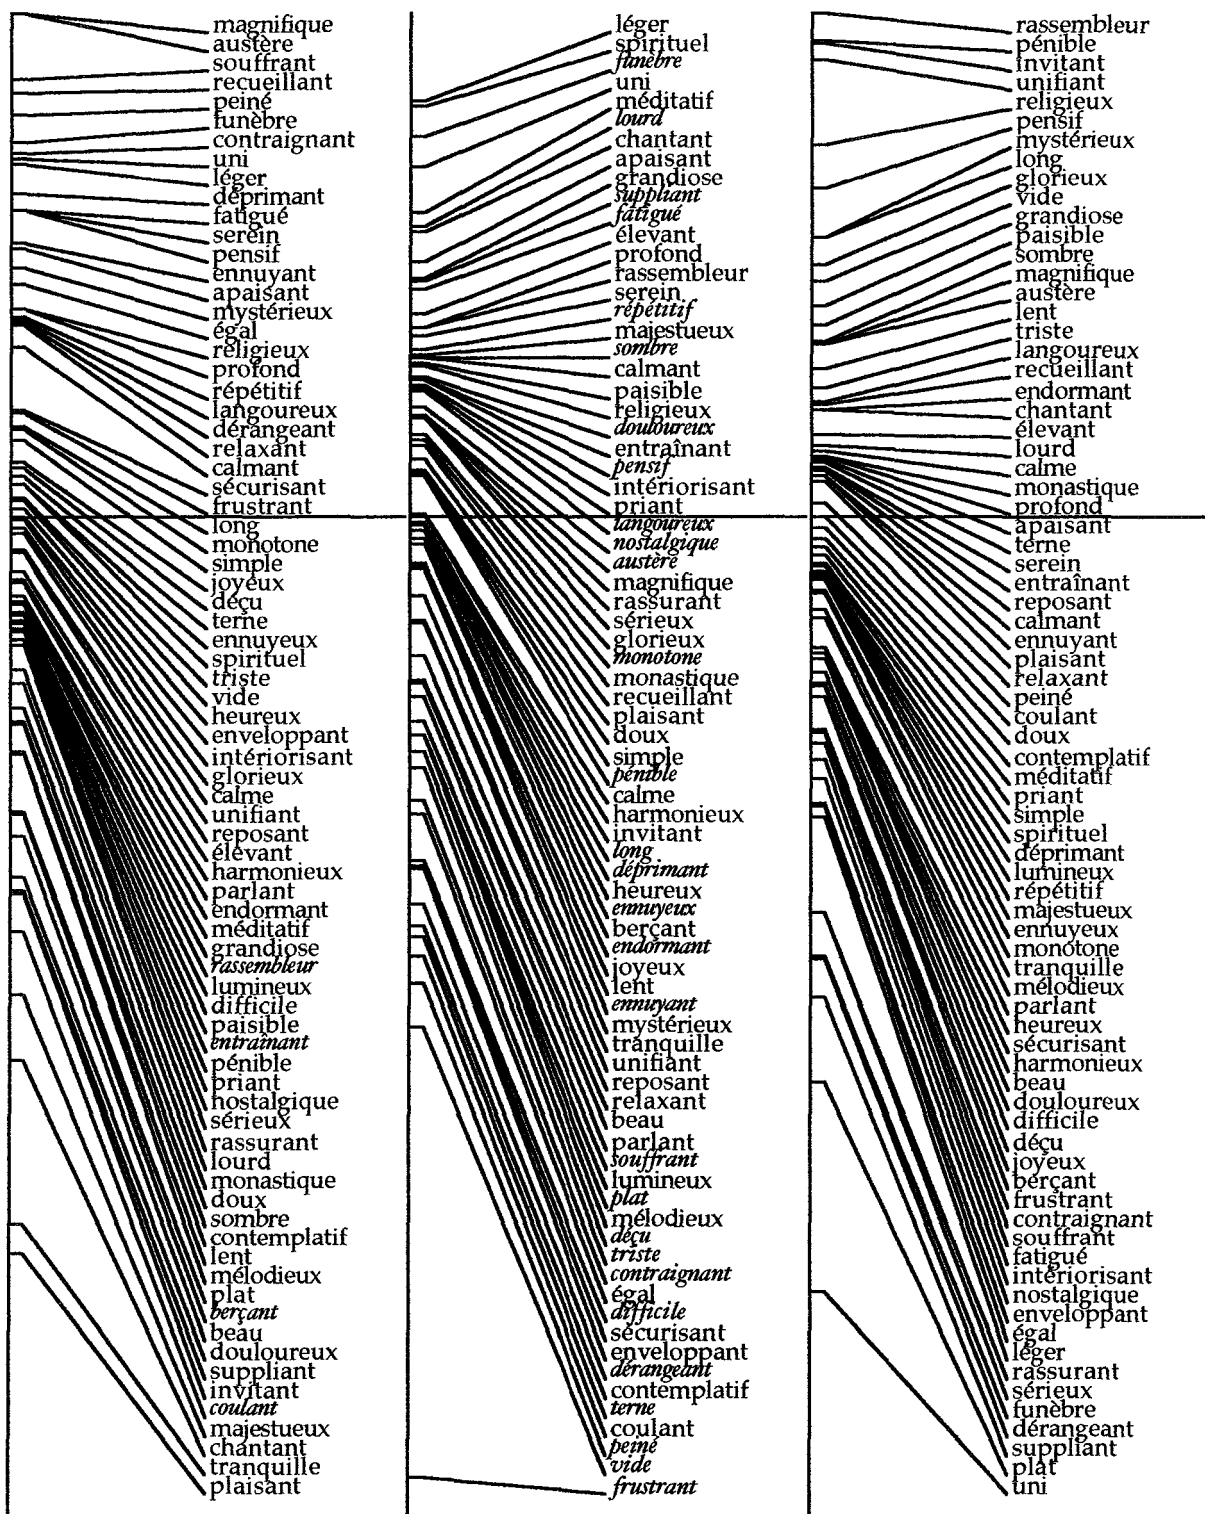 magnifique
austère
souffrant
recueillant
peiné
funèbre
contraignant
uni
léger
déprimant
fatigué
serein
pensif
ennuyant
apaisant
mystérieux
égal
religieux
profond
répétitif
langoureux
dérangeant
relaxant
calmant
sécurisant
frustrant
long
monotone
simple
joyeux
déçu
terne
ennuyeux
spirituel
triste
vide
heureux
enveloppant
intériorisant
glorieux
calme
unifiant
reposant
élevant
harmonieux
parlant
endormant
méditatif
grandiose
rassembleur
lumineux
difficile
paisible
entraînant
pénible
priant
nostalgique
sérieux
rassurant
lourd
monastique
doux
sombre
contemplatif
lent
mélodieux
plat
berçant
beau
douloureux
suppliant
invitant
coulant
majestueux
chantant
tranquille
plaisant
léger
spirituel
funèbre
uni
méditatif
lourd
chantant
apaisant
grandiose
suppliant
fatigué
élevant
profond
rassembleur
serein
répétitif
majestueux
sombre
calmant
paisible
religieux
douloureux
entraînant
pensif
intériorisant
priant
langoureux
nostalgique
austère
magnifique
rassurant
sérieux
glorieux
monotone
monastique
recueillant
plaisant
doux
simple
pénible
calme
harmonieux
invitant
long
déprimant
heureux
ennuyeux
berçant
endormant
joyeux
lent
ennuyant
mystérieux
tranquille
unifiant
reposant
relaxant
beau
parlant
souffrant
lumineux
plat
mélodieux
déçu
triste
contraignant
égal
difficile
sécurisant
enveloppant
dérangeant
contemplatif
terne
coulant
peiné
vide
frustrant
rassembleur
pénible
invitant
unifiant
religieux
pensif
mystérieux
long
glorieux
vide
grandiose
paisible
sombre
magnifique
austère
lent
triste
langoureux
recueillant
endormant
chantant
élevant
lourd
calme
monastique
profond
apaisant
terne
serein
entraînant
reposant
calmant
ennuyant
plaisant
relaxant
peiné
coulant
doux
contemplatif
méditatif
priant
simple
spirituel
déprimant
lumineux
répétitif
majestueux
ennuyeux
monotone
tranquille
mélodieux
parlant
heureux
sécurisant
harmonieux
beau
douloureux
difficile
déçu
joyeux
berçant
frustrant
contraignant
souffrant
fatigué
intériorisant
nostalgique
enveloppant
égal
léger
rassurant
sérieux
funèbre
dérangeant
suppliant
plat
uni